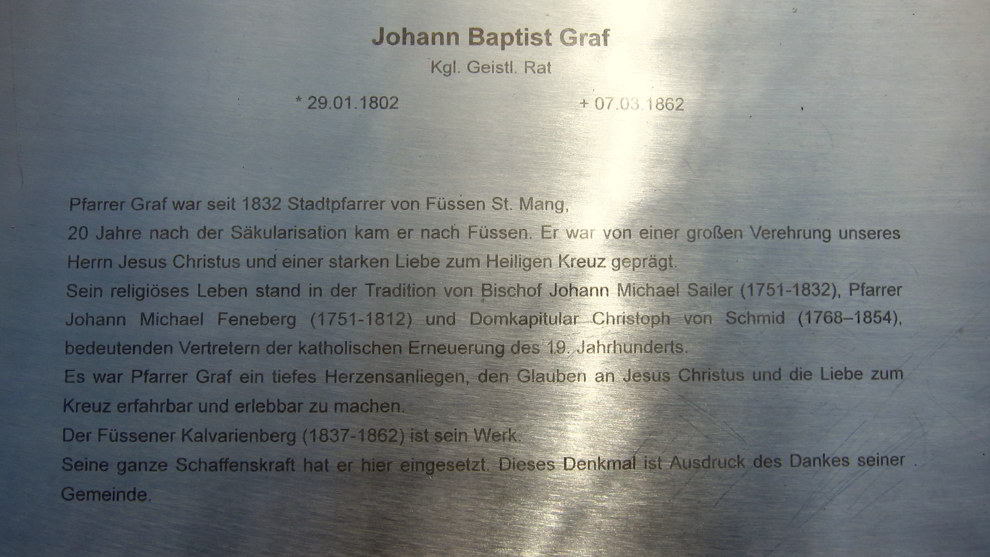 Johann Baptist Graf
Kgl. Geistl. Rat
* 29.01.1802 + 07.03.1862
Pfarrer Graf war seit 1832 Stadtpfarrer von Füssen St. Mang,
20 Jahre nach der Säkularisation kam er nach Füssen. Er war von einer großen Verehrung unseres
Herrn Jesus Christus und einer starken Liebe zum Heiligen Kreuz geprägt.
Sein religiöses Leben stand in der Tradition von Bischof Johann Michael Sailer (1751-1832), Pfarrer
Johann Michael Feneberg (1751-1812) und Domkapitular Christoph von Schmid (1768–1854),
bedeutenden Vertretern der katholischen Erneuerung des 19. Jahrhunderts.
Es war Pfarrer Graf ein tiefes Herzensanliegen, den Glauben an Jesus Christus und die Liebe zum
Kreuz erfahrbar und erlebbar zu machen.
Der Füssener Kalvarienberg (1837-1862) ist sein Werk.
Seine ganze Schaffenskraft hat er hier eingesetzt. Dieses Denkmal ist Ausdruck des Dankes seiner
Gemeinde.